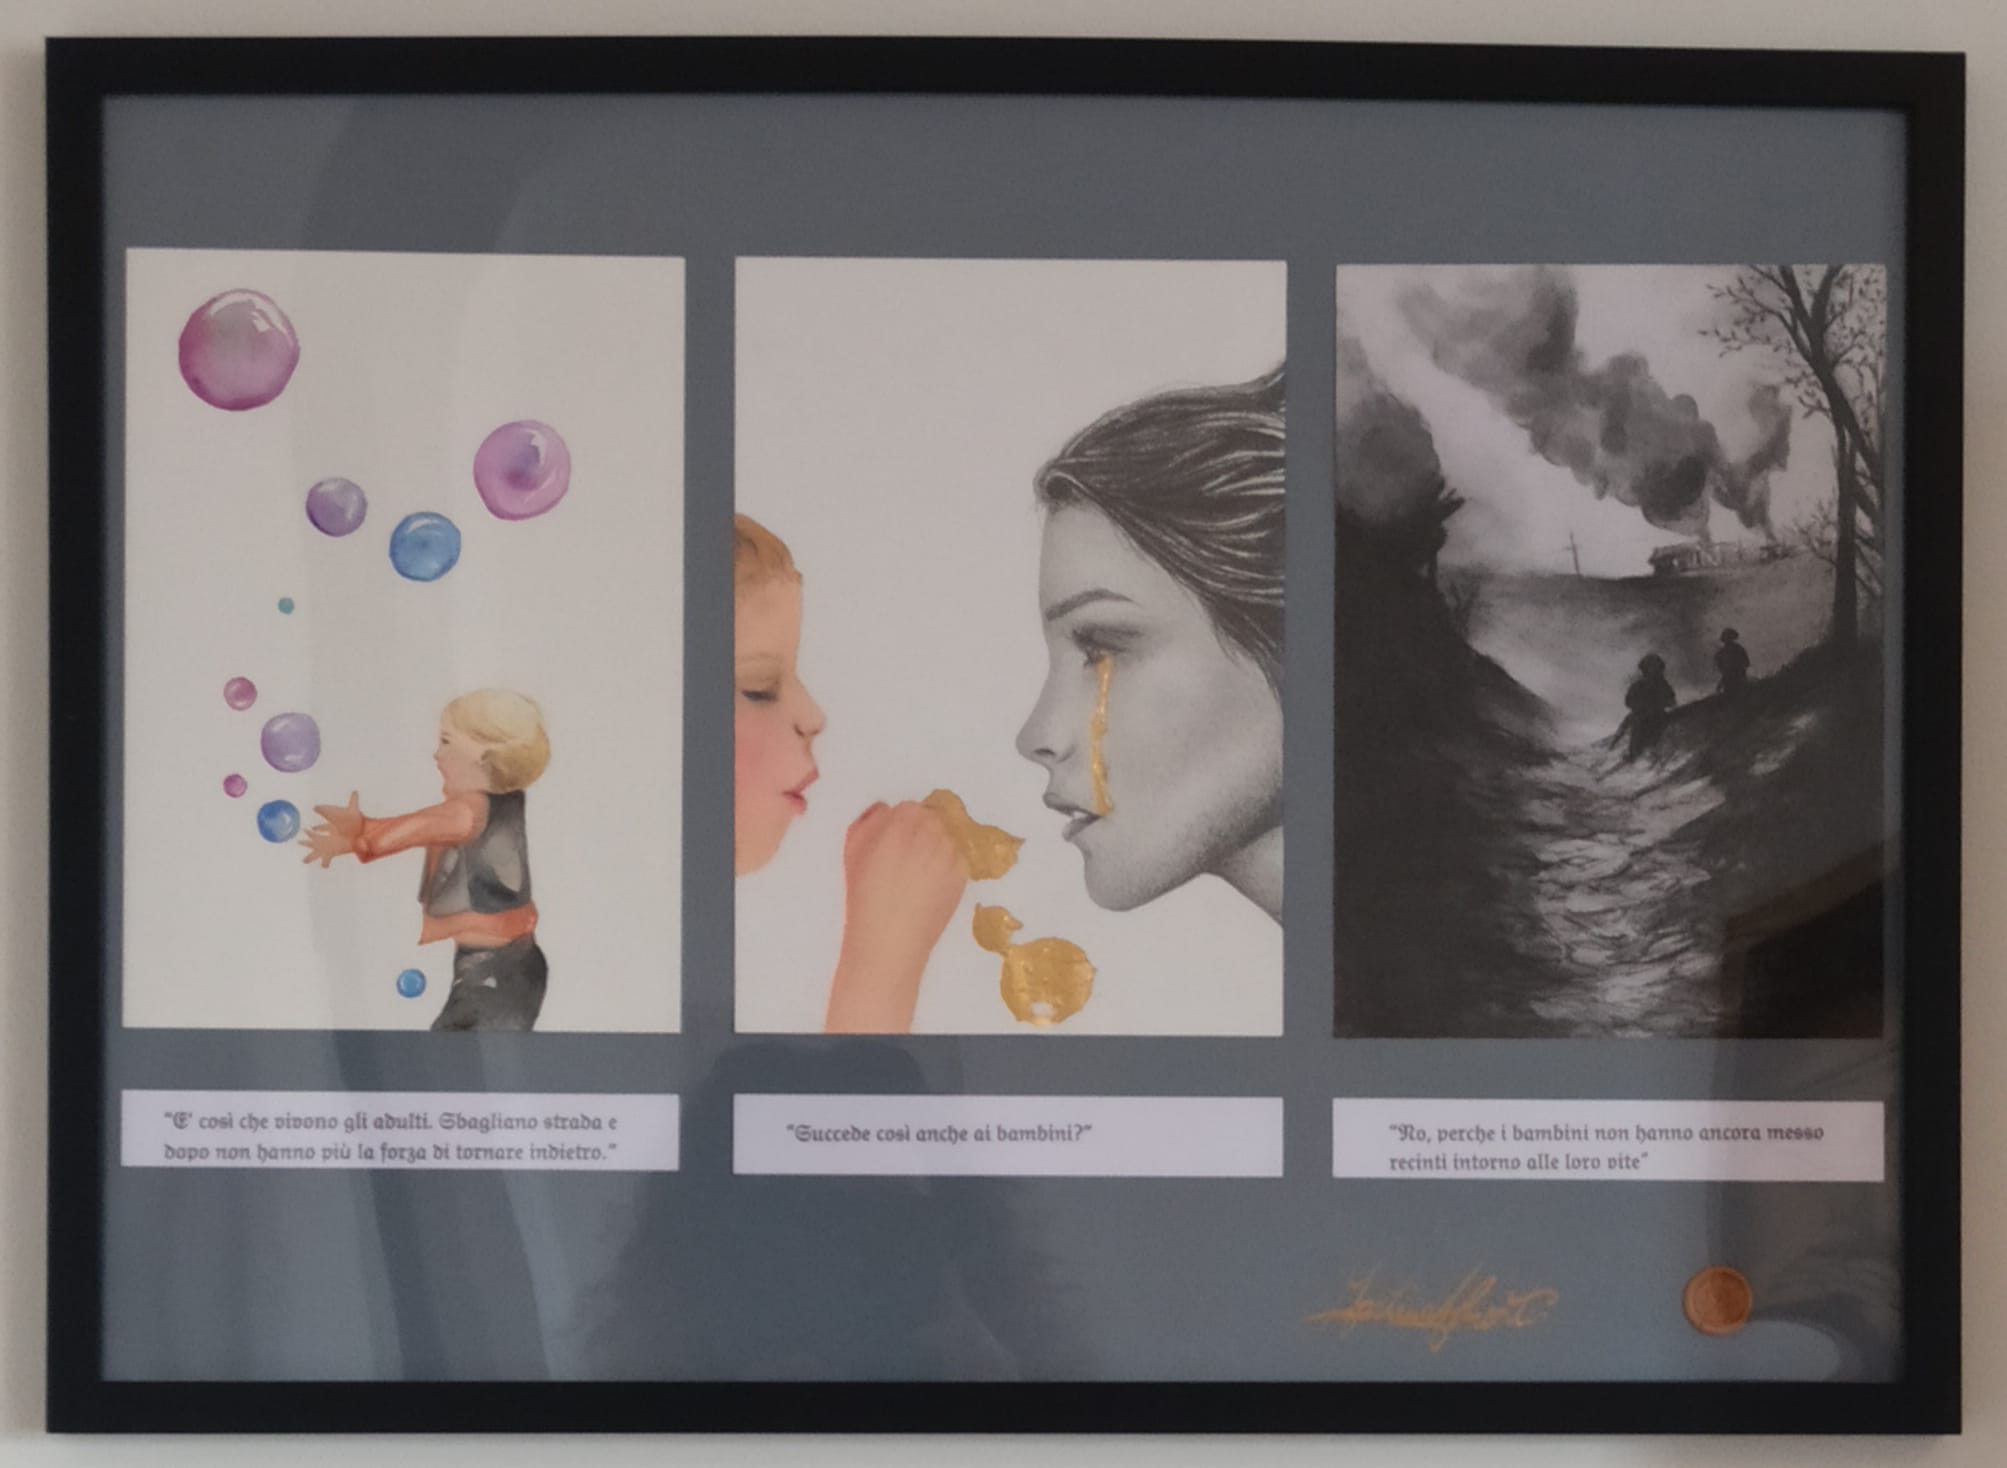 "E' così che vivono gli adulti. Sbagliano strada e
dopo non hanno più la forza di tornare indietro."
"Succede così anche ai bambini?"
"No, perche i bambini non hanno ancora messo
recinti intorno alle loro vite"